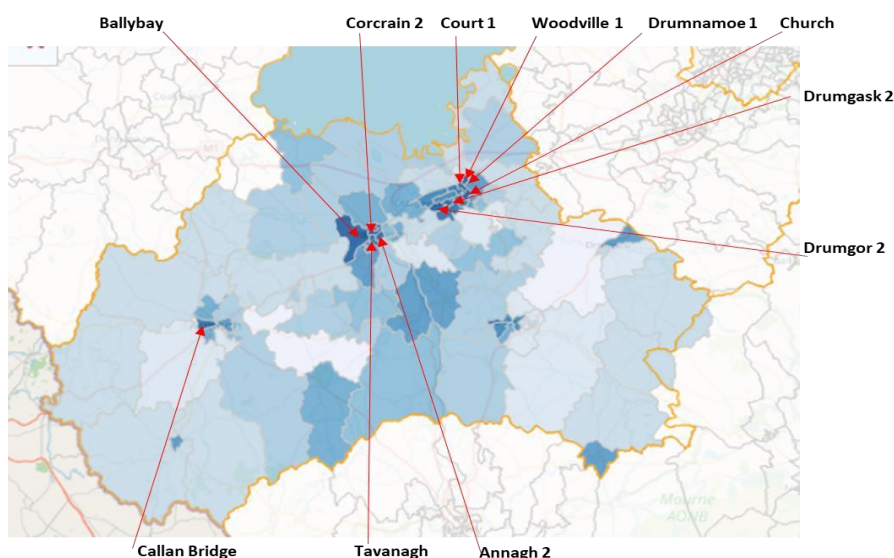 Ballybay
Corcrain 2
Court 1
Woodville 1
Drumnamoe 1
Church
Drumgask 2
M1
Drumgor 2
Mourne
AONB
Callan Bridge
Tavanagh
Annagh 2